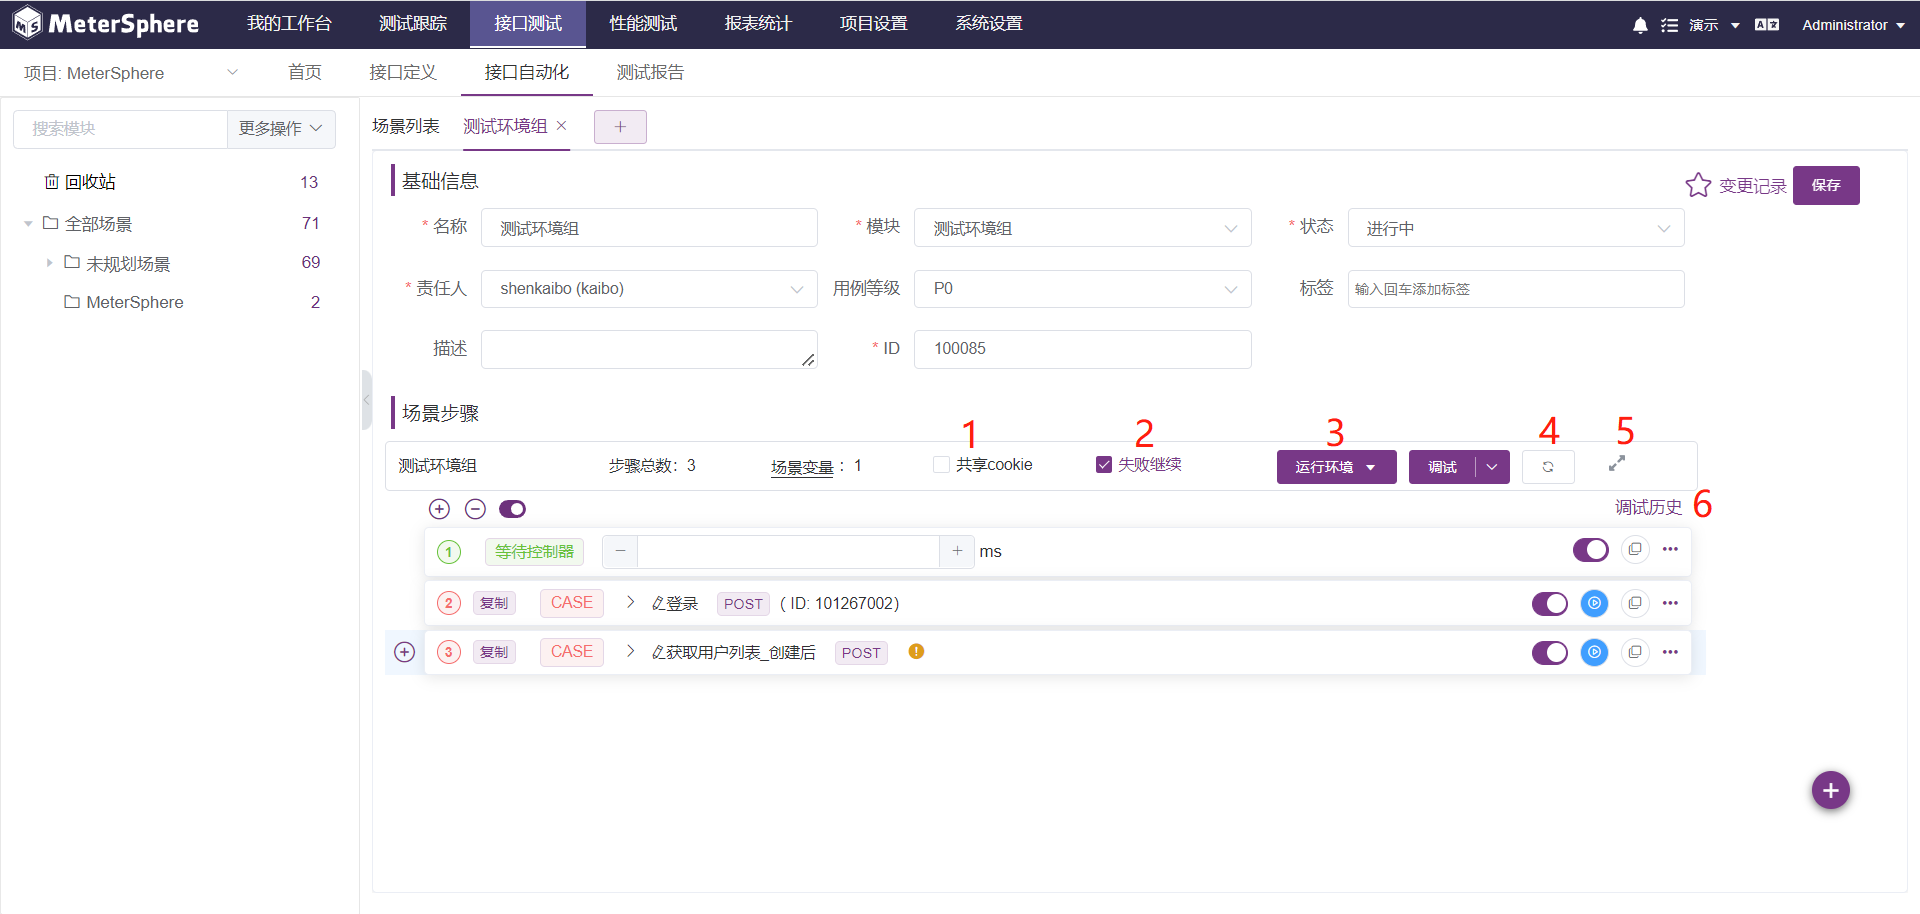 MeterSphere 我的工作台 测试跟踪 接口测试 性能测试 报表统计 项目设置 系统设置 演示 Administrator
项目: MeterSphere 首页 接口定义 接口自动化 测试报告
搜索模块 更多操作
回收站 13
全部场景 71
未规划场景 69
MeterSphere 2
场景列表 测试环境组 × +
基础信息 变更记录 保存
* 名称 测试环境组 * 模块 测试环境组 * 状态 进行中
* 责任人 shenkaibo (kaibo) 用例等级 P0 标签 输入回车添加标签
描述 * ID 100085
场景步骤
1 2 3 4 5
测试环境组 步骤总数: 3 场景变量 : 1 共享cookie 失败继续 运行环境 调试
调试历史 6
1 等待控制器 − + ms
2 复制 CASE 登录 POST ( ID: 101267002)
3 复制 CASE 获取用户列表_创建后 POST